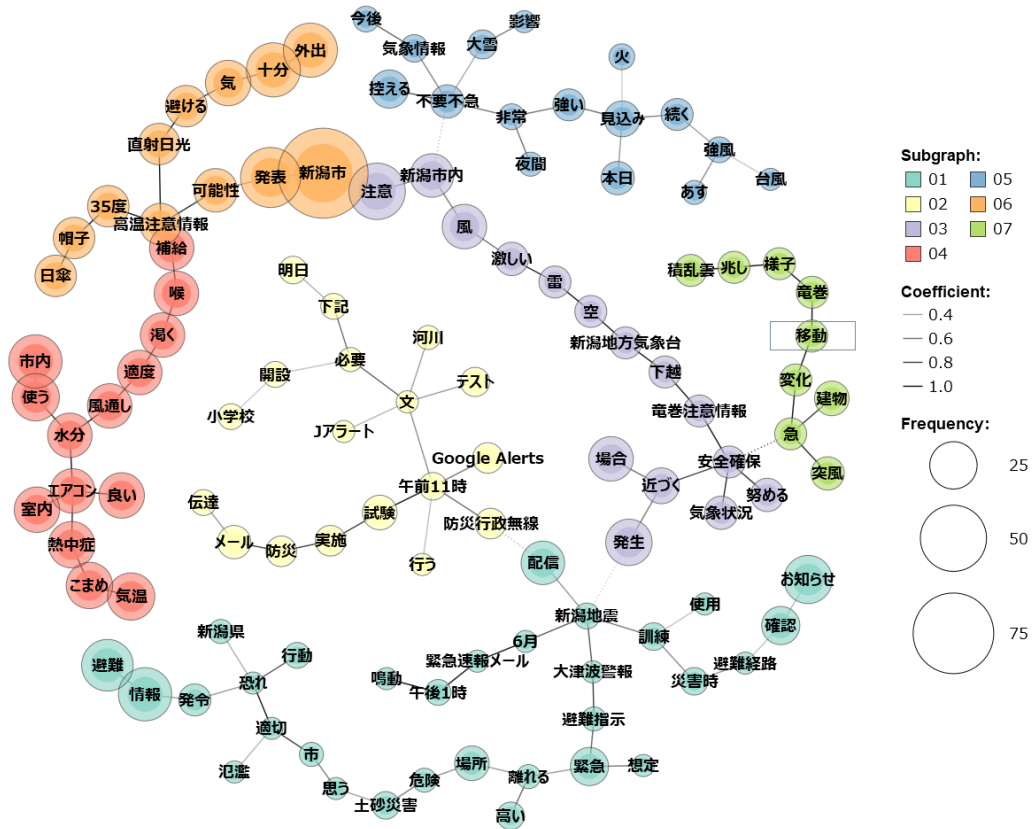 今後
影響
気象情報
大雪
外出
十分
気
火
控える
不要不急
避ける
強い
続く
非常
見込み
直射日光
強風
夜間
本日
台風
あす
新潟市
発表
可能性
注意
新潟市内
35度
高温注意情報
風
帽子
補給
日傘
激しい
雷
空
喉
渇く
新潟地方気象台
下越
竜巻注意情報
積乱雲
兆し
様子
竜巻
移動
変化
建物
急
突風
明日
下記
河川
必要
開設
テスト
文
小学校
Jアラート
市内
使う
適度
風通し
水分
Google Alerts
午前11時
場合
安全確保
近づく
努める
気象状況
エアコン
良い
室内
伝達
試験
防災行政無線
メール
防災
実施
行う
発生
熱中症
こまめ
気温
配信
お知らせ
新潟地震
使用
確認
新潟県
6月
訓練
行動
緊急速報メール
避難経路
避難
恐れ
鳴動
大津波警報
災害時
情報
発令
午後1時
適切
避難指示
市
氾濫
思う
場所
離れる
緊急
想定
危険
土砂災害
高い
Subgraph:
01
05
02
06
03
07
04
Coefficient:
0.4
0.6
0.8
1.0
Frequency:
25
50
75